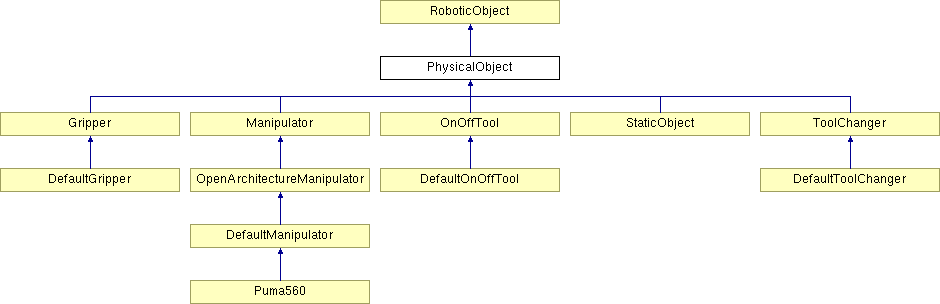 RoboticObject
PhysicalObject
Gripper
Manipulator
OnOffTool
StaticObject
ToolChanger
DefaultGripper
OpenArchitectureManipulator
DefaultOnOffTool
DefaultToolChanger
DefaultManipulator
Puma560